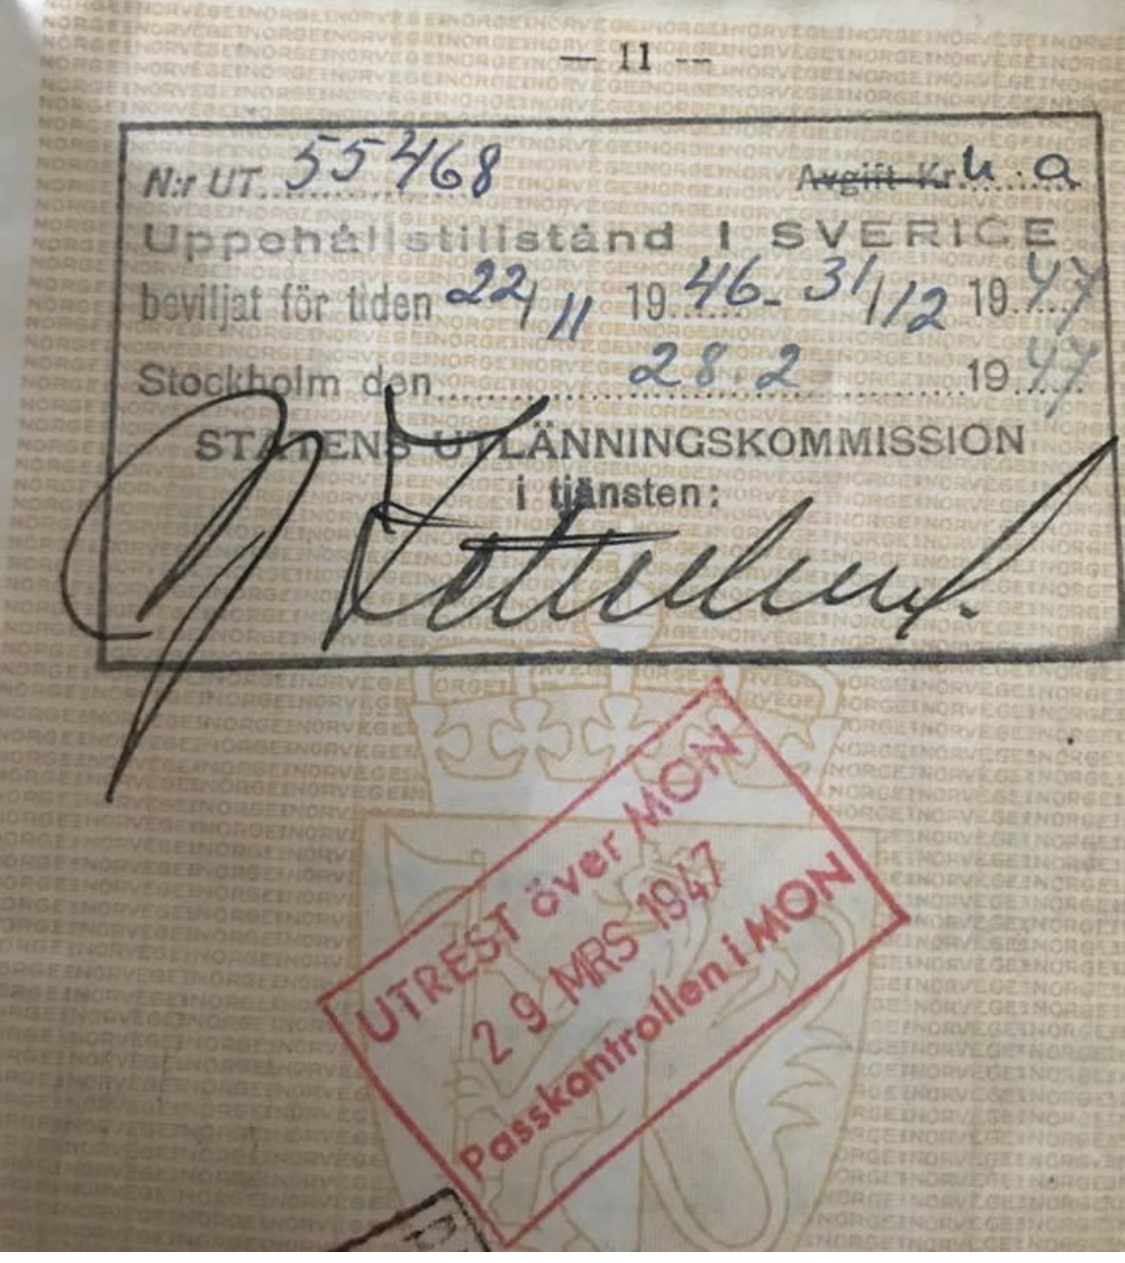 — 11 —
N:r UT. 55468 Avgift Kr u.a
Uppehållstillstånd I SVERIGE
beviljat för tiden 22/11 1946- 31/12 1947
Stockholm den 28.2 1947
STATENS UTLÄNNINGSKOMMISSION
i tjänsten:
UTREST över MON
29 MRS 1947
Passkontrollen i MON